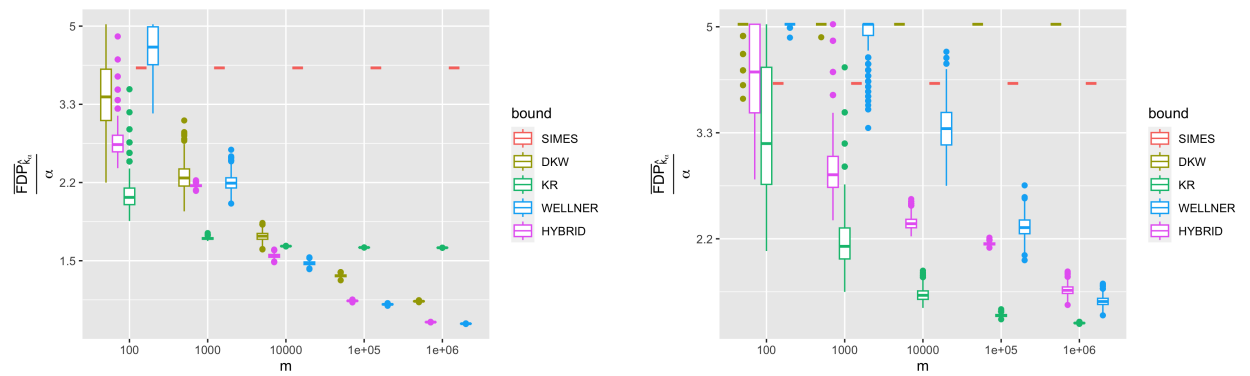 5
3.3
2.2
1.5
FDP k̂α
α
100
1000
10000
1e+05
1e+06
m
bound
SIMES
DKW
KR
WELLNER
HYBRID
5
3.3
2.2
FDP k̂α
α
100
1000
10000
1e+05
1e+06
m
bound
SIMES
DKW
KR
WELLNER
HYBRID